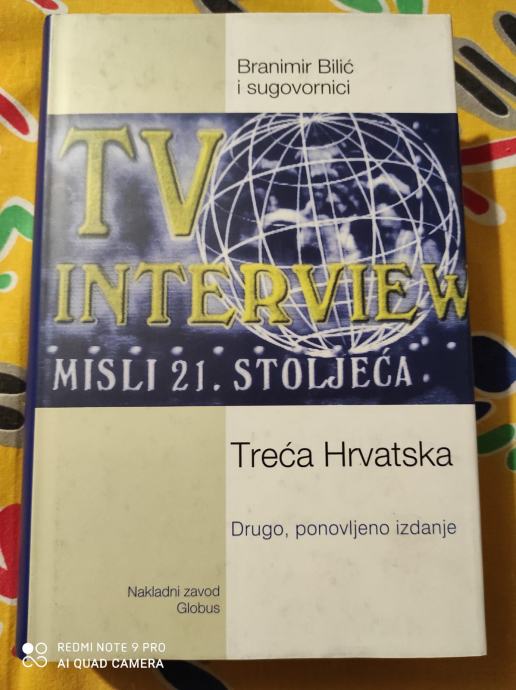 Branimir Bilić
i sugovornici
TV
INTERVIEW
MISLI 21. STOLJEĆA
Treća Hrvatska
Drugo, ponovljeno izdanje
Nakladni zavod
Globus
REDMI NOTE 9 PRO
AI QUAD CAMERA